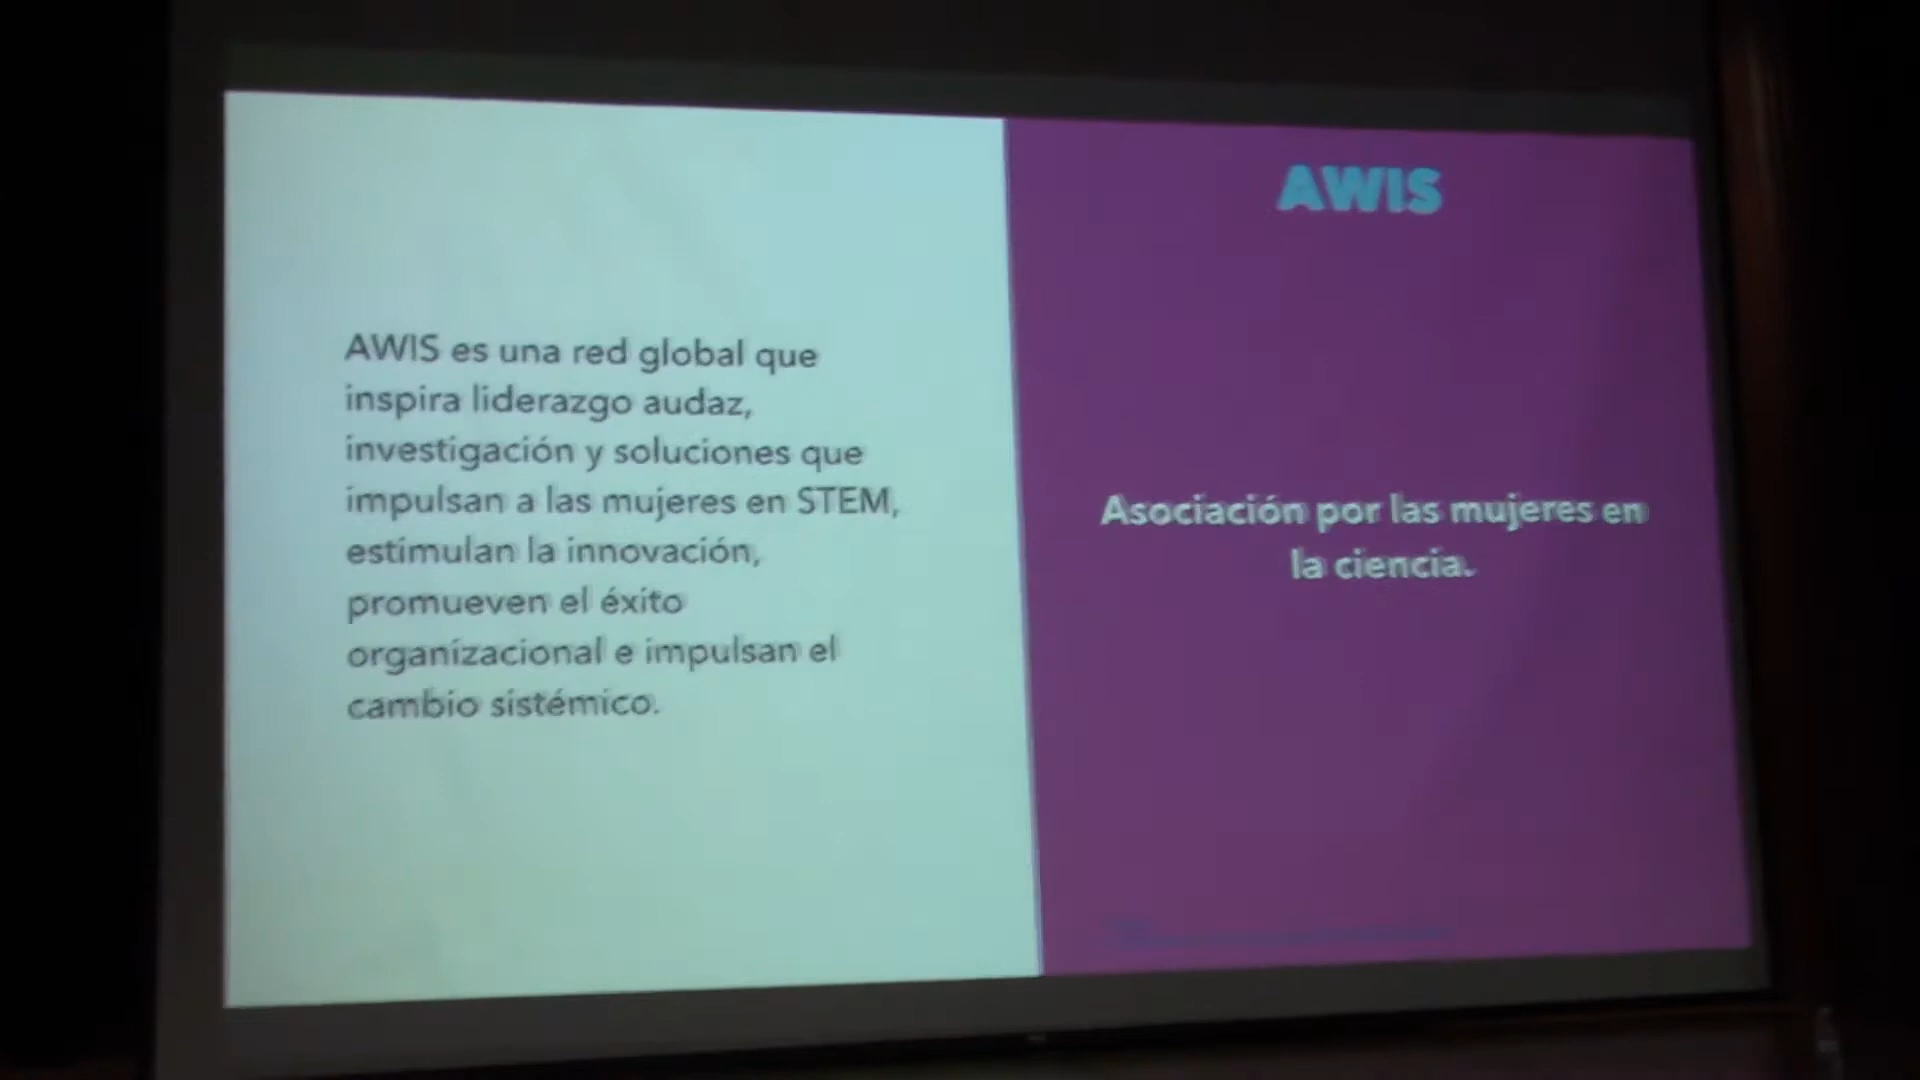 AWIS es una red global que
inspira liderazgo audaz,
investigación y soluciones que
impulsan a las mujeres en STEM,
estimulan la innovación,
promueven el éxito
organizacional e impulsan el
cambio sistémico.
AWIS
Asociación por las mujeres en
la ciencia.